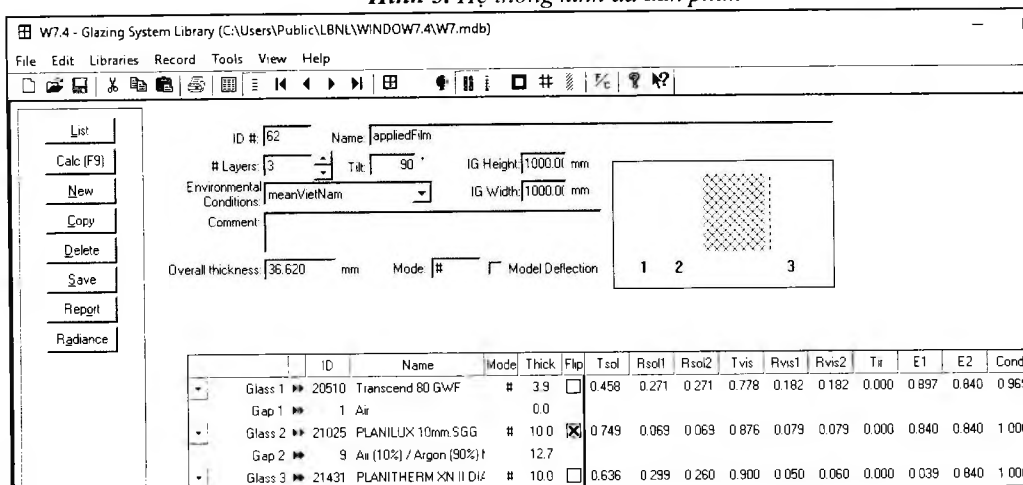 W7.4 - Glazing System Library (C:\Users\Public\LBNL\WINDOW7.4\W7.mdb)
File Edit Libraries Record Tools View Help
List
Calc (F9)
New
Copy
Delete
Save
Report
Radiance
ID #: 62 Name: appliedFilm
# Layers: 3 Tilt: 90 ° IG Height: 1000.0 mm
Environmental Conditions: meanVietNam IG Width: 1000.0 mm
Comment:
Overall thickness: 36.620 mm Mode: # Model Deflection
1 2 3
ID Name Mode Thick Flip Tsol Rsol1 Rsol2 Tvis Rvis1 Rvis2 Tir E1 E2 Cond
Glass 1 20510 Transcend 80 GWF # 3.9 0.458 0.271 0.271 0.778 0.182 0.182 0.000 0.897 0.840
Gap 1 1 Air 0.0
Glass 2 21025 PLANILUX 10mm.SGG # 10.0 0.749 0.069 0.069 0.876 0.079 0.079 0.000 0.840 0.840 1.00
Gap 2 9 Air (10%) / Argon (90%) 12.7
Glass 3 21431 PLANITHERM XN II # 10.0 0.636 0.299 0.260 0.900 0.050 0.060 0.000 0.039 0.840 1.00